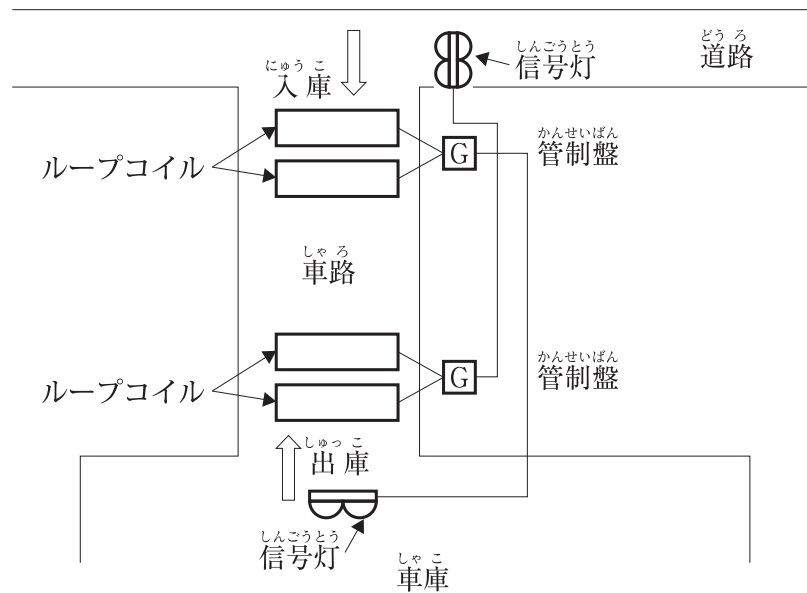 しんごうとう
信号灯
どうろ
道路
にゅうこ
入庫
ループコイル
G
かんせいばん
管制盤
しゃろ
車路
ループコイル
G
かんせいばん
管制盤
しゅっこ
出庫
しんごうとう
信号灯
しゃこ
車庫